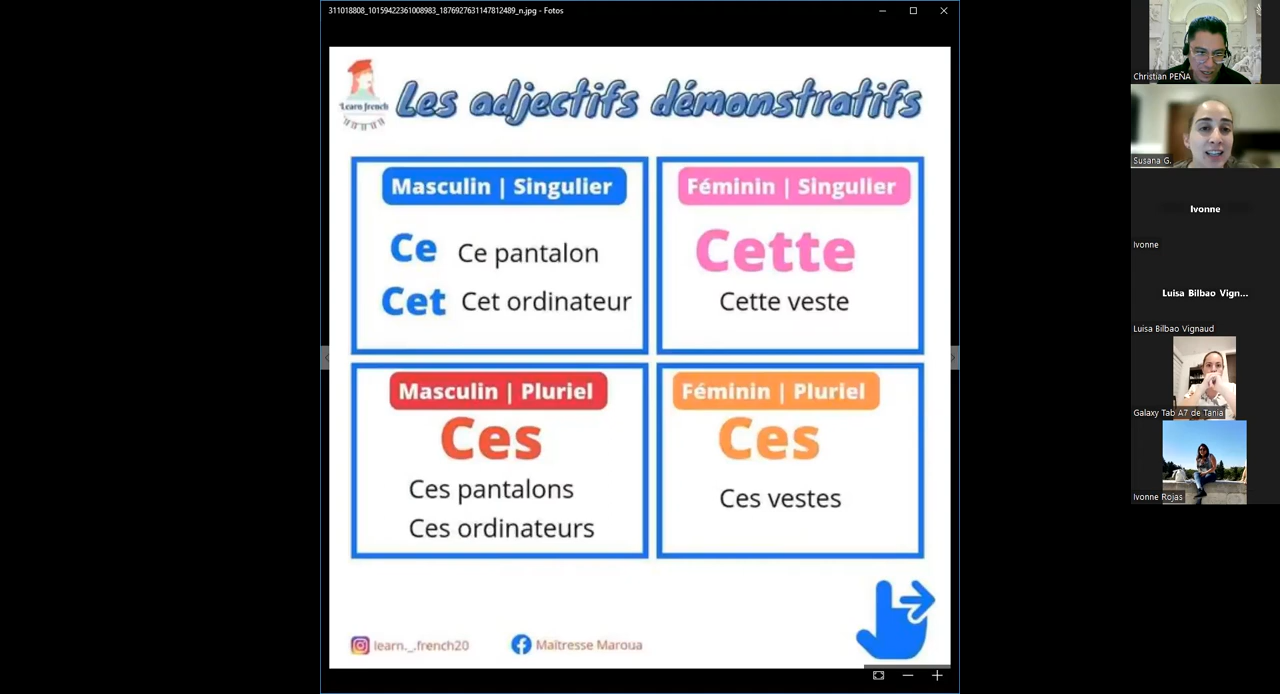 311018808_10159422361008983_1876927631147812489_n.jpg - Fotos
Learn french
Les adjectifs démonstratifs
Masculin | Singulier
Ce Ce pantalon
Cet Cet ordinateur
Féminin | Singulier
Cette
Cette veste
Masculin | Pluriel
Ces
Ces pantalons
Ces ordinateurs
Féminin | Pluriel
Ces
Ces vestes
learn._.french20
Maîtresse Maroua
Christian PEÑA
Susana G.
Ivonne
Ivonne
Luisa Bilbao Vign...
Luisa Bilbao Vignaud
Galaxy Tab A7 de Tania
Ivonne Rojas